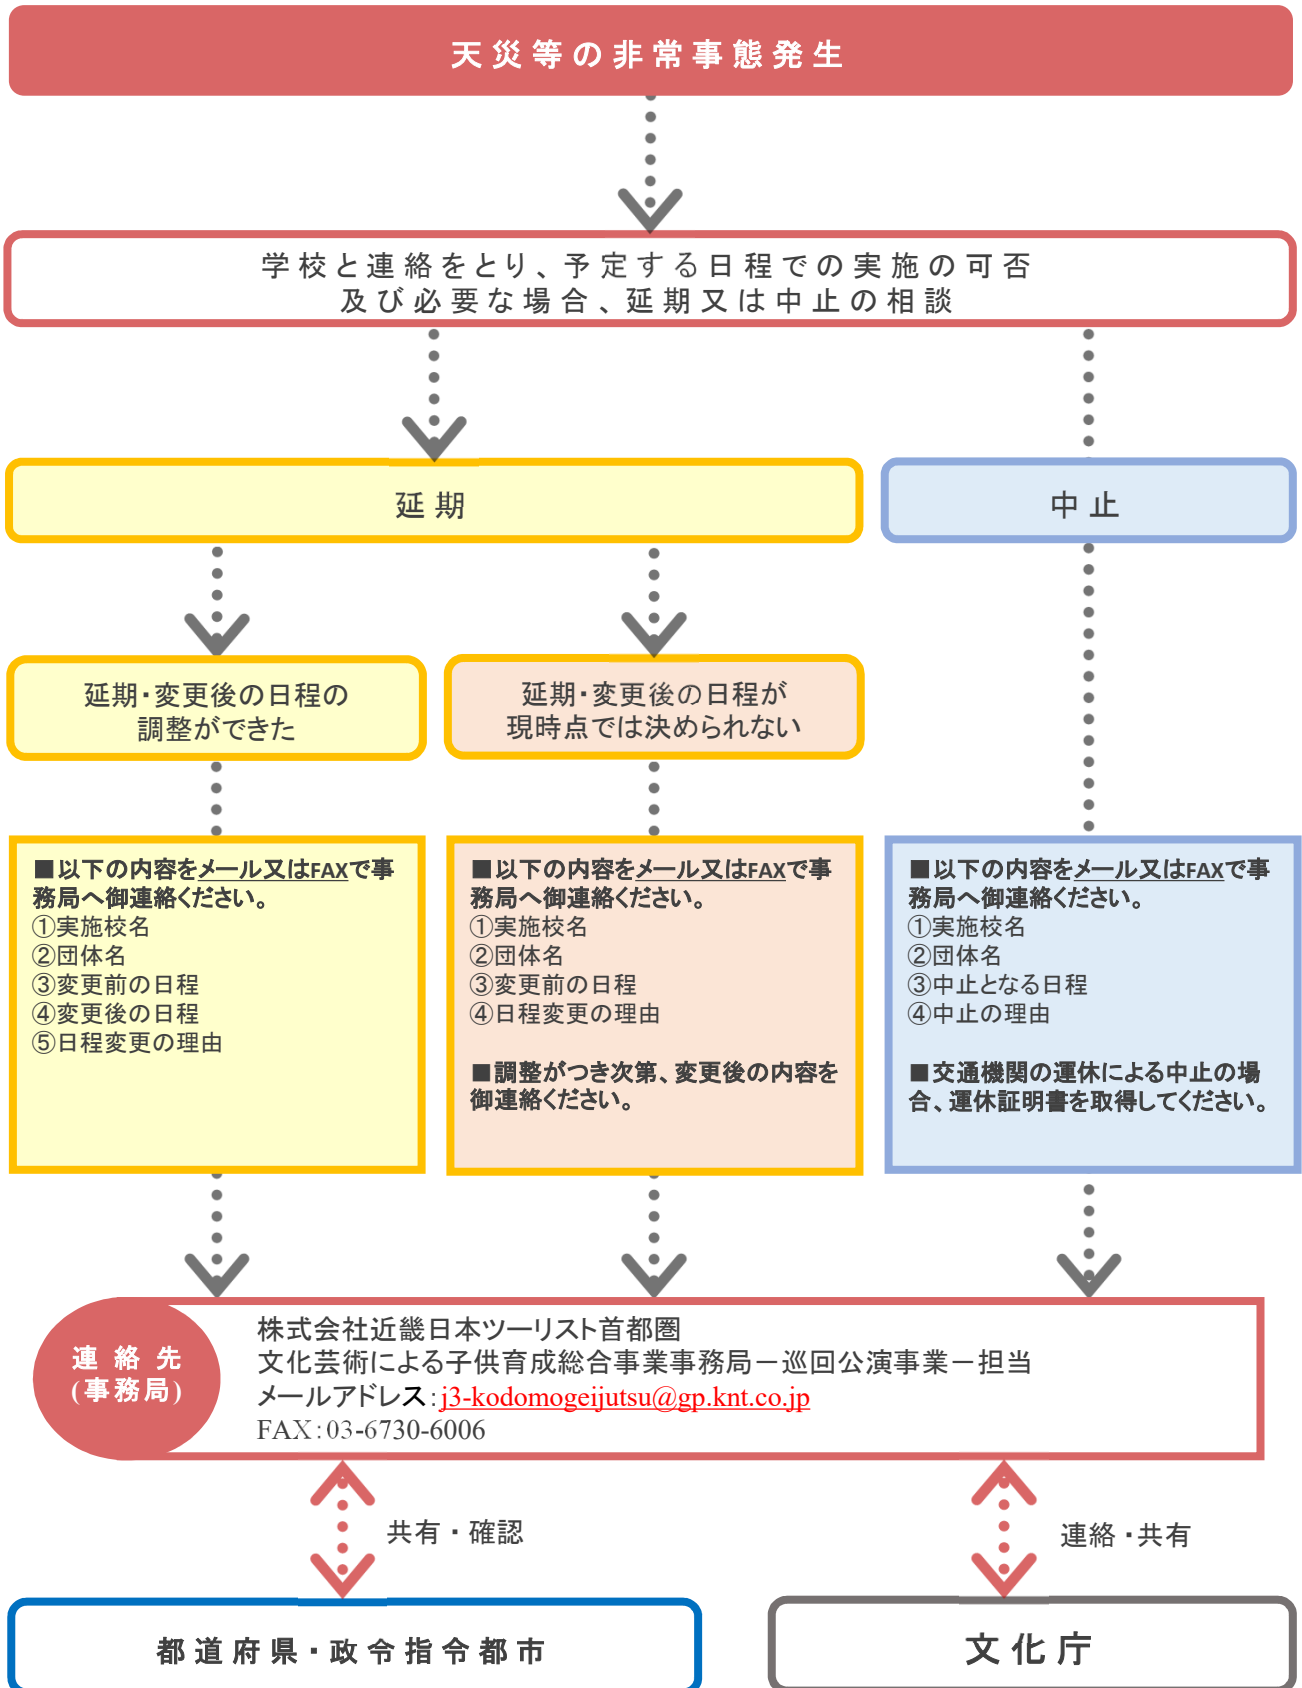 天災等の非常事態発生
学校と連絡をとり、予定する日程での実施の可否
及び必要な場合、延期又は中止の相談
延期
中止
延期・変更後の日程の
調整ができた
延期・変更後の日程が
現時点では決められない
■以下の内容をメール又はFAXで事
務局へ御連絡ください。
①実施校名
②団体名
③変更前の日程
④変更後の日程
⑤日程変更の理由
■以下の内容をメール又はFAXで事
務局へ御連絡ください。
①実施校名
②団体名
③変更前の日程
④日程変更の理由
■調整がつき次第、変更後の内容を
御連絡ください。
■以下の内容をメール又はFAXで事
務局へ御連絡ください。
①実施校名
②団体名
③中止となる日程
④中止の理由
■交通機関の運休による中止の場
合、運休証明書を取得してください。
連絡先
(事務局)
株式会社近畿日本ツーリスト首都圏
文化芸術による子供育成総合事業事務局－巡回公演事業－担当
メールアドレス：j3-kodomogeijutsu@gp.knt.co.jp
FAX：03-6730-6006
共有・確認
連絡・共有
都道府県・政令指令都市
文化庁